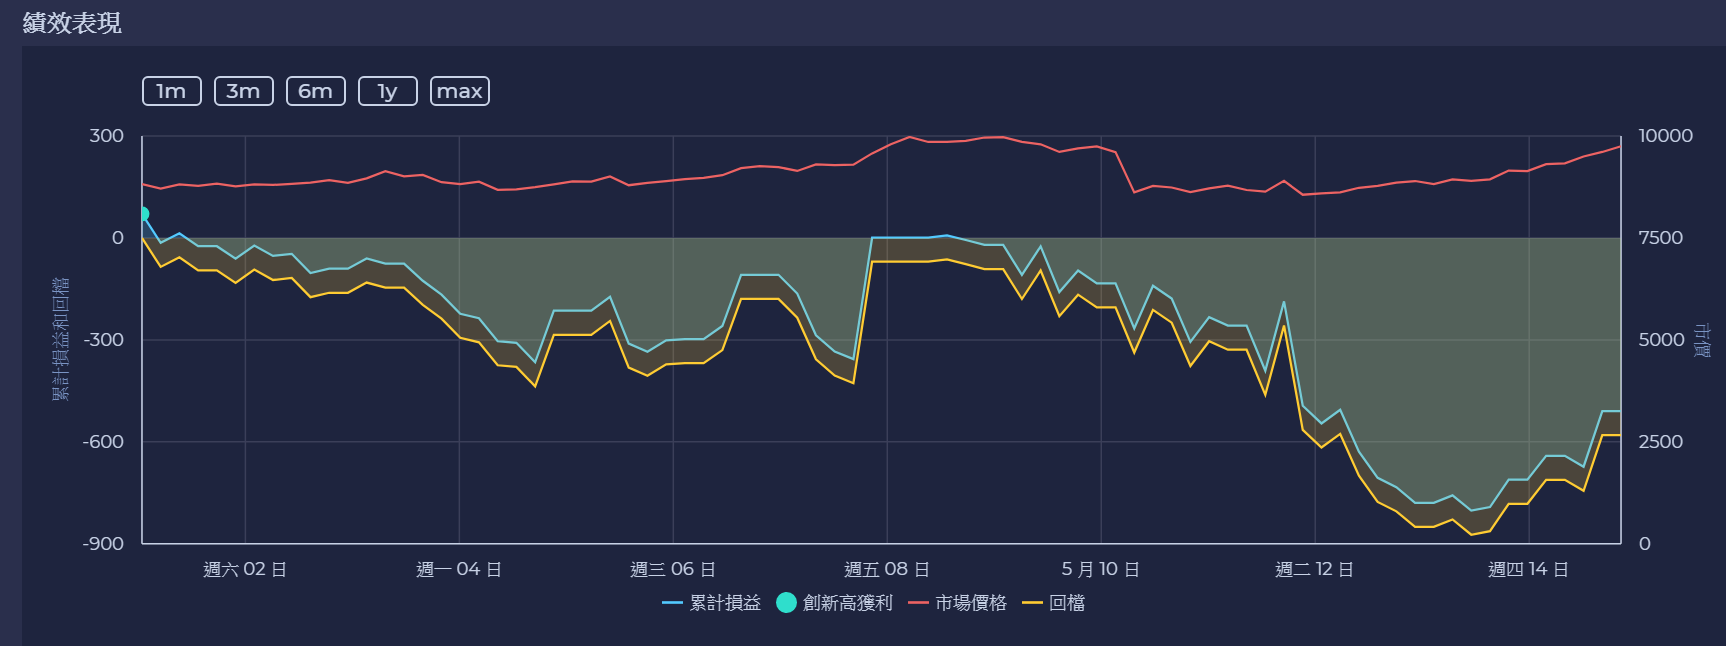 績效表現
1m 3m 6m 1y max
300
0
-300
-600
-900
累計損益和回檔
10000
7500
5000
2500
0
市價
週六 02 日 週一 04 日 週三 06 日 週五 08 日 5 月 10 日 週二 12 日 週四 14 日
累計損益 創新高獲利 市場價格 回檔